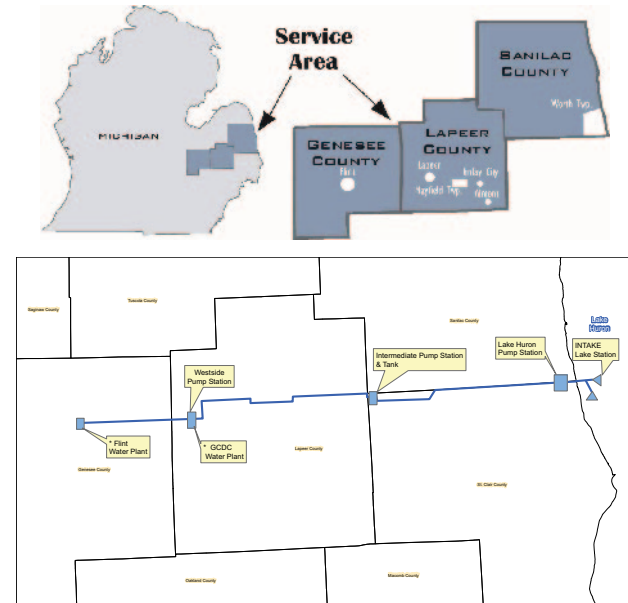 Service
Area
MICHIGAN
SANILAC
COUNTY
Worth Twp.
GENESEE
COUNTY
Flint
LAPEER
COUNTY
Lapeer
Imlay City
Mayfield Twp.
Almont
Saginaw County
Tuscola County
Sanilac County
Lake
Huron
Lake Huron
Pump Station
INTAKE
Lake Station
Intermediate Pump Station
& Tank
Westside
Pump Station
* Flint
Water Plant
* GCDC
Water Plant
Genesee County
Lapeer County
St. Clair County
Oakland County
Macomb County